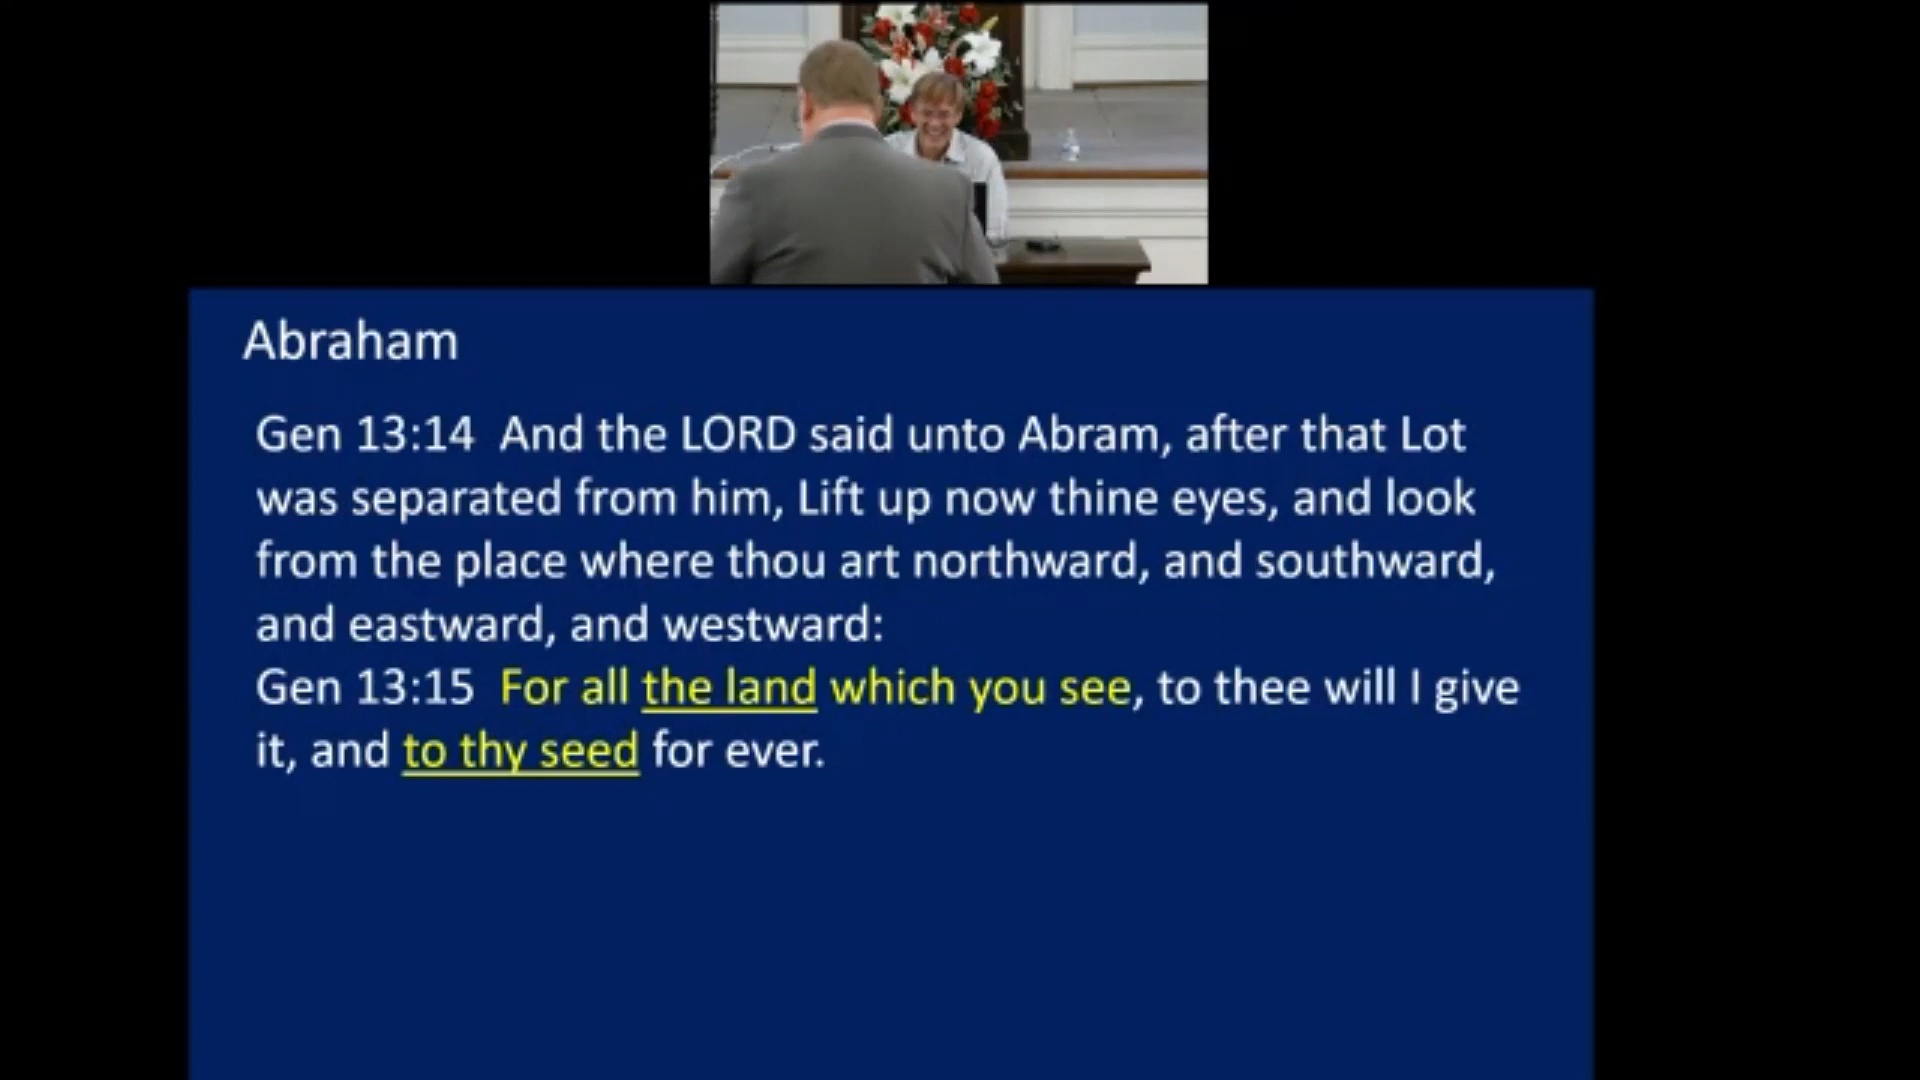 Abraham
Gen 13:14  And the LORD said unto Abram, after that Lot
was separated from him, Lift up now thine eyes, and look
from the place where thou art northward, and southward,
and eastward, and westward:
Gen 13:15  For all the land which you see, to thee will I give
it, and to thy seed for ever.